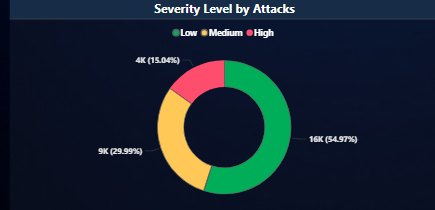 Severity Level by Attacks
Low Medium High
4K (15.04%)
16K (54.97%)
9K (29.99%)